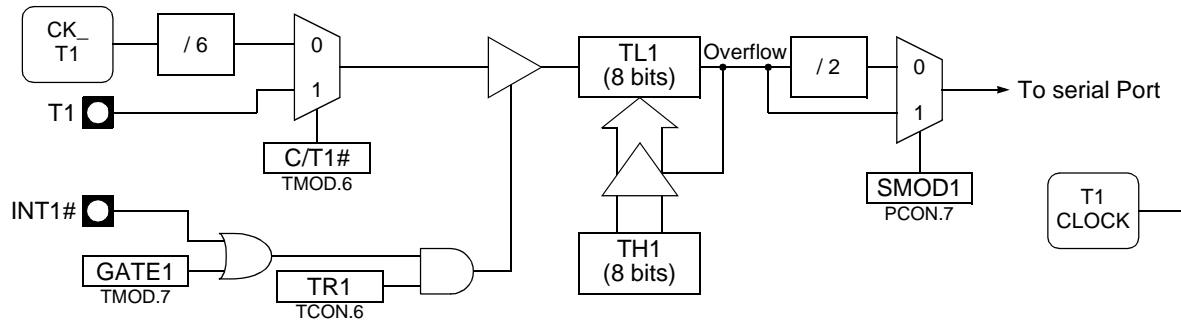 CK_
T1
/ 6
0
1
T1
C/T1#
TMOD.6
INT1#
GATE1
TMOD.7
TR1
TCON.6
TL1
(8 bits)
Overflow
/ 2
0
1
To serial Port
TH1
(8 bits)
SMOD1
PCON.7
T1
CLOCK